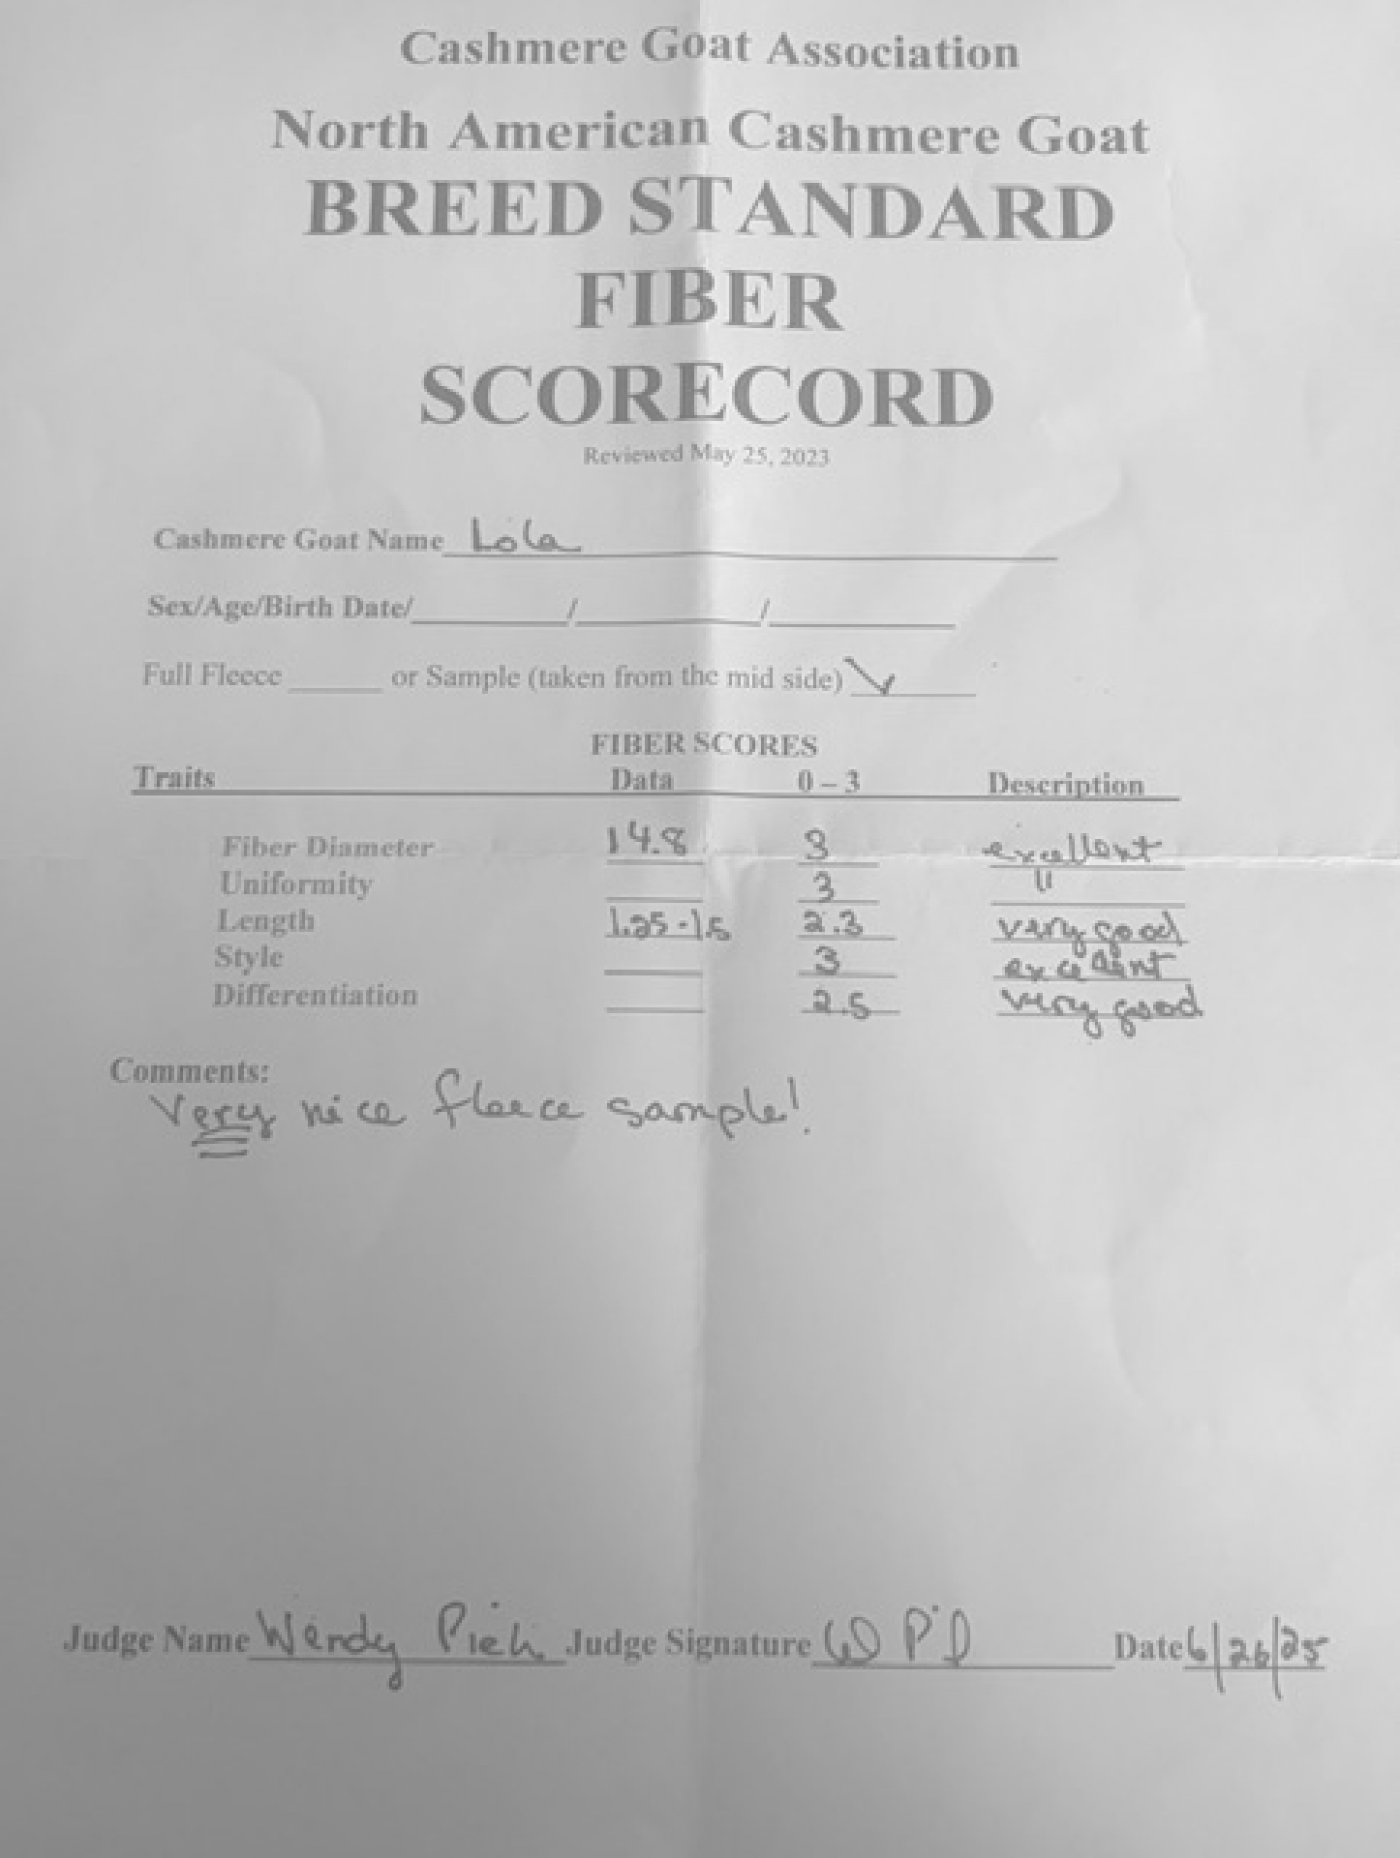 Cashmere Goat Association
North American Cashmere Goat
BREED STANDARD
FIBER
SCORECORD
Reviewed May 25, 2023
Cashmere Goat Name Lola
Sex/Age/Birth Date/______/______/______
Full Fleece ______ or Sample (taken from the mid side) ✓
FIBER SCORES
Traits Data 0 – 3 Description
Fiber Diameter 14.8 3 excellent
Uniformity 3 "
Length 1.25-1.5 2.3 very good
Style 3 excellent
Differentiation 2.5 very good
Comments:
Very nice fleece sample!
Judge Name Wendy Pieh Judge Signature Date 6/26/25